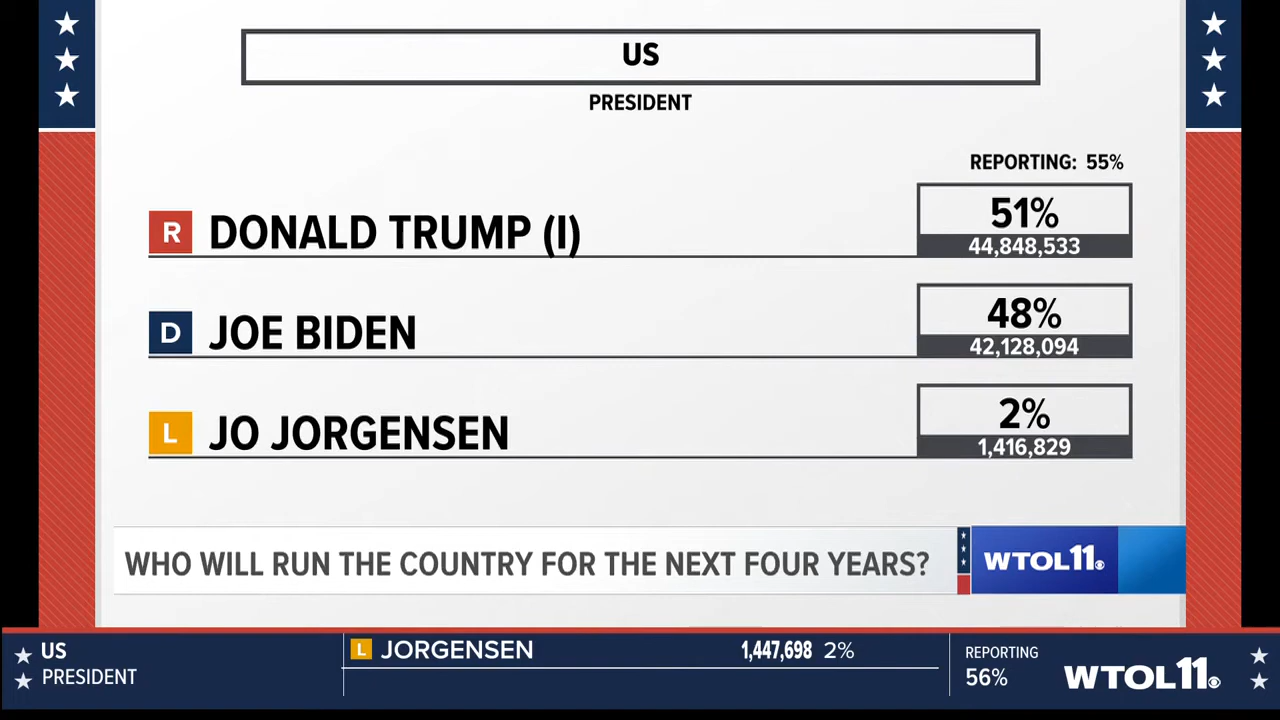 US
PRESIDENT
REPORTING: 55%
R DONALD TRUMP (I) 51%
44,848,533
D JOE BIDEN 48%
42,128,094
L JO JORGENSEN 2%
1,416,829
WHO WILL RUN THE COUNTRY FOR THE NEXT FOUR YEARS? WTOL11
US
PRESIDENT
L JORGENSEN 1,447,698 2%
REPORTING
56%
WTOL11